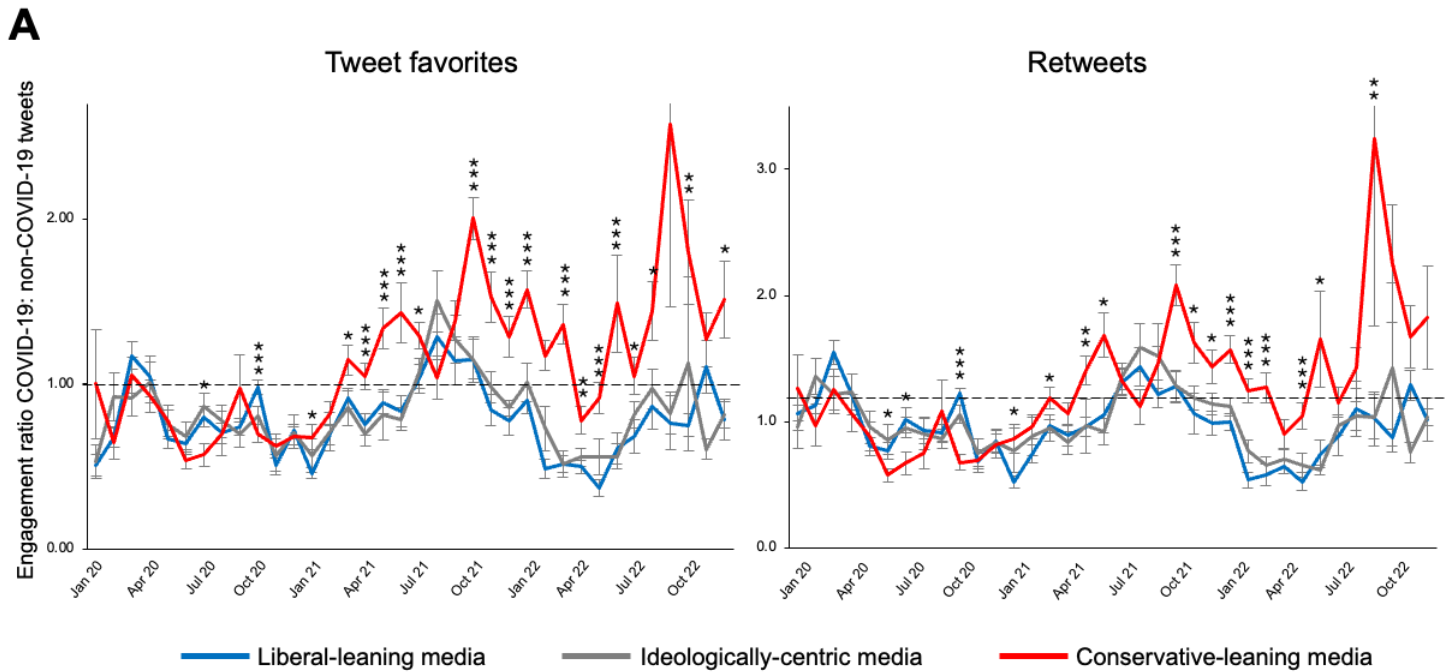 A
Tweet favorites
Retweets
Engagement ratio COVID-19: non-COVID-19 tweets
2.00
1.00
0.00
3.0
2.0
1.0
0.0
Jan 20
Apr 20
Jul 20
Oct 20
Jan 21
Apr 21
Jul 21
Oct 21
Jan 22
Apr 22
Jul 22
Oct 22
Jan 20
Apr 20
Jul 20
Oct 20
Jan 21
Apr 21
Jul 21
Oct 21
Jan 22
Apr 22
Jul 22
Oct 22
Liberal-leaning media
Ideologically-centric media
Conservative-leaning media